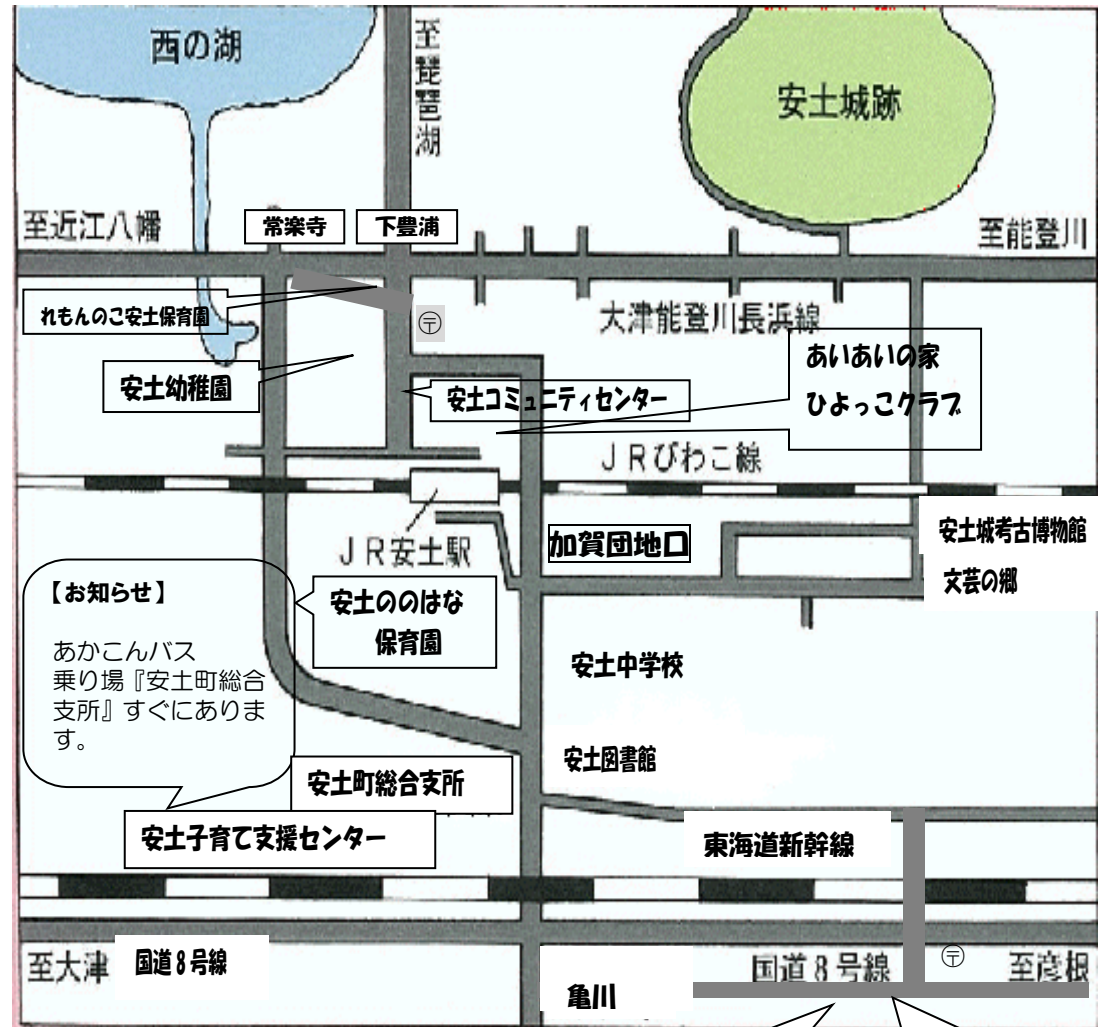 西の湖
至琵琶湖
安土城跡
至近江八幡
常楽寺
下豊浦
至能登川
れもんのこ安土保育園
〒
大津能登川長浜線
あいあいの家
ひよっこクラブ
安土幼稚園
安土コミュニティセンター
JRびわこ線
JR安土駅
加賀団地口
安土城考古博物館
文芸の郷
【お知らせ】
あかこんバス
乗り場『安土町総合
支所』すぐにありま
す。
安土ののはな
保育園
安土中学校
安土図書館
安土町総合支所
安土子育て支援センター
東海道新幹線
至大津
国道8号線
亀川
国道8号線
〒
至彦根